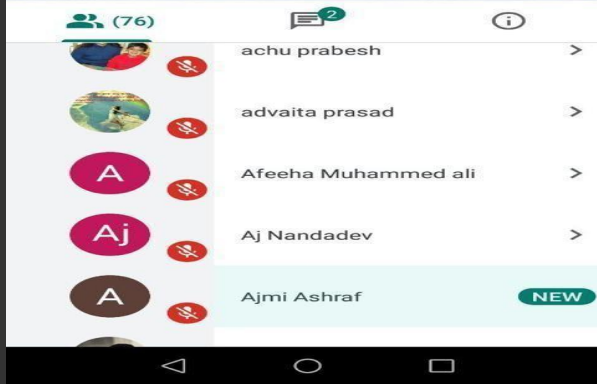 (76)
2
achu prabesh
advaita prasad
A
Afeeha Muhammed ali
Aj
Aj Nandadev
A
Ajmi Ashraf
NEW